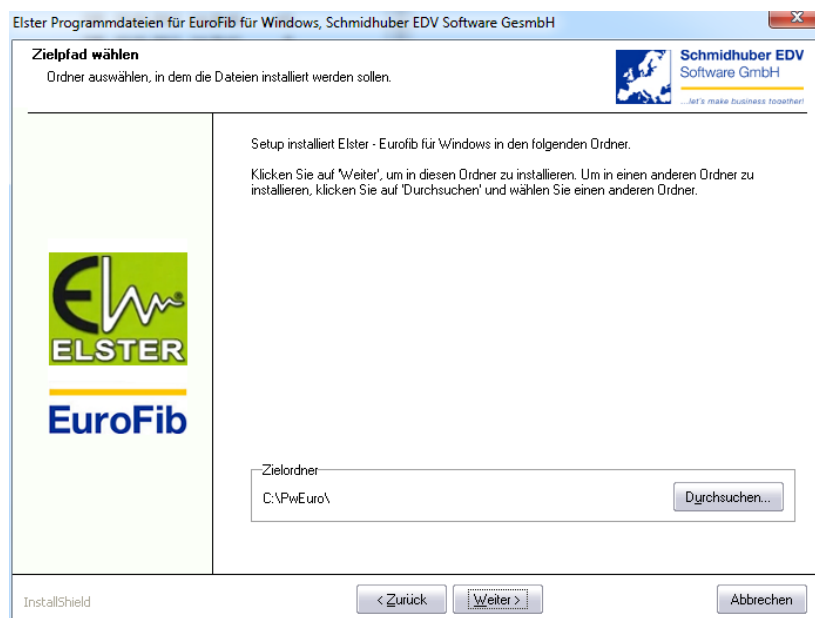 Elster Programmdateien für EuroFib für Windows, Schmidhuber EDV Software GesmbH
Zielpfad wählen
Ordner auswählen, in dem die Dateien installiert werden sollen.
Schmidhuber EDV
Software GmbH
...let's make business together!
Setup installiert Elster - Eurofib für Windows in den folgenden Ordner.
Klicken Sie auf 'Weiter', um in diesen Ordner zu installieren. Um in einen anderen Ordner zu
installieren, klicken Sie auf 'Durchsuchen' und wählen Sie einen anderen Ordner.
ELSTER
EuroFib
Zielordner
C:\PwEuro\
Durchsuchen...
InstallShield
< Zurück
Weiter >
Abbrechen